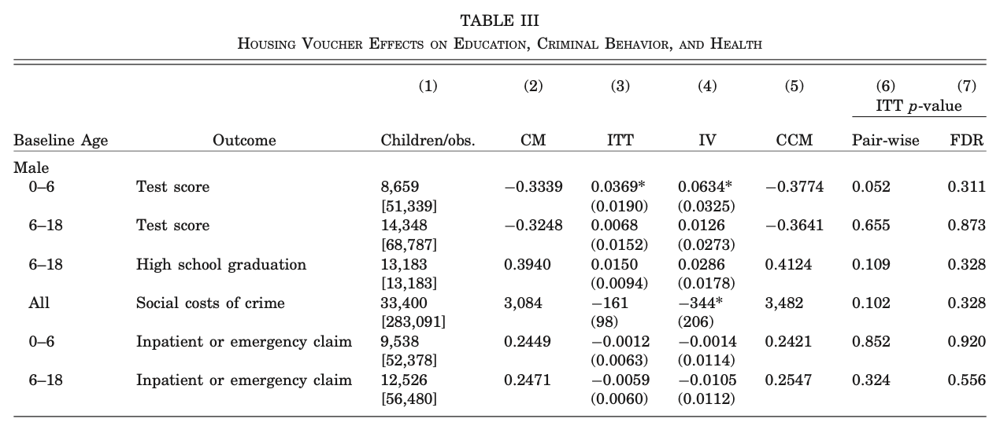 TABLE III
Housing Voucher Effects on Education, Criminal Behavior, and Health
(1) (2) (3) (4) (5) (6) (7)
ITT p-value
Baseline Age Outcome Children/obs. CM ITT IV CCM Pair-wise FDR
Male
0–6 Test score 8,659 −0.3339 0.0369* 0.0634* −0.3774 0.052 0.311
[51,339] (0.0190) (0.0325)
6–18 Test score 14,348 −0.3248 0.0068 0.0126 −0.3641 0.655 0.873
[68,787] (0.0152) (0.0273)
6–18 High school graduation 13,183 0.3940 0.0150 0.0286 0.4124 0.109 0.328
[13,183] (0.0094) (0.0178)
All Social costs of crime 33,400 3,084 −161 −344* 3,482 0.102 0.328
[283,091] (98) (206)
0–6 Inpatient or emergency claim 9,538 0.2449 −0.0012 −0.0014 0.2421 0.852 0.920
[52,378] (0.0063) (0.0114)
6–18 Inpatient or emergency claim 12,526 0.2471 −0.0059 −0.0105 0.2547 0.324 0.556
[56,480] (0.0060) (0.0112)